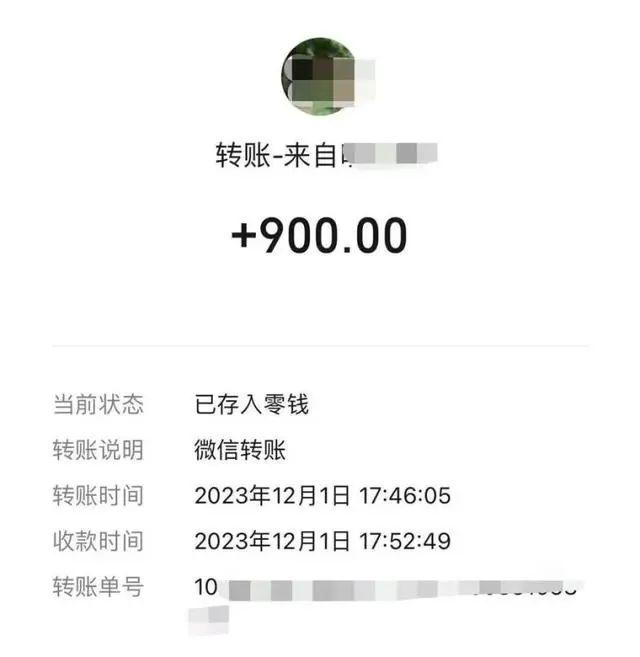 转账-来自
+900.00
当前状态 已存入零钱
转账说明 微信转账
转账时间 2023年12月1日 17:46:05
收款时间 2023年12月1日 17:52:49
转账单号 10